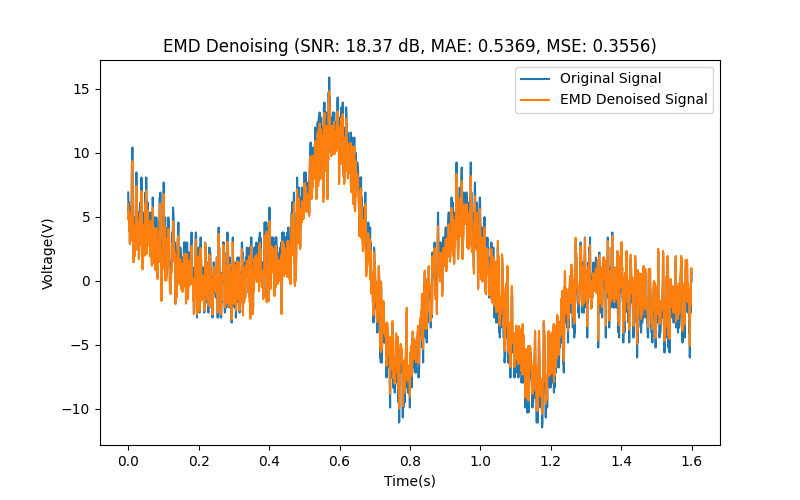 EMD Denoising (SNR: 18.37 dB, MAE: 0.5369, MSE: 0.3556)
Original Signal
EMD Denoised Signal
15
10
5
0
−5
−10
Voltage(V)
0.0 0.2 0.4 0.6 0.8 1.0 1.2 1.4 1.6
Time(s)